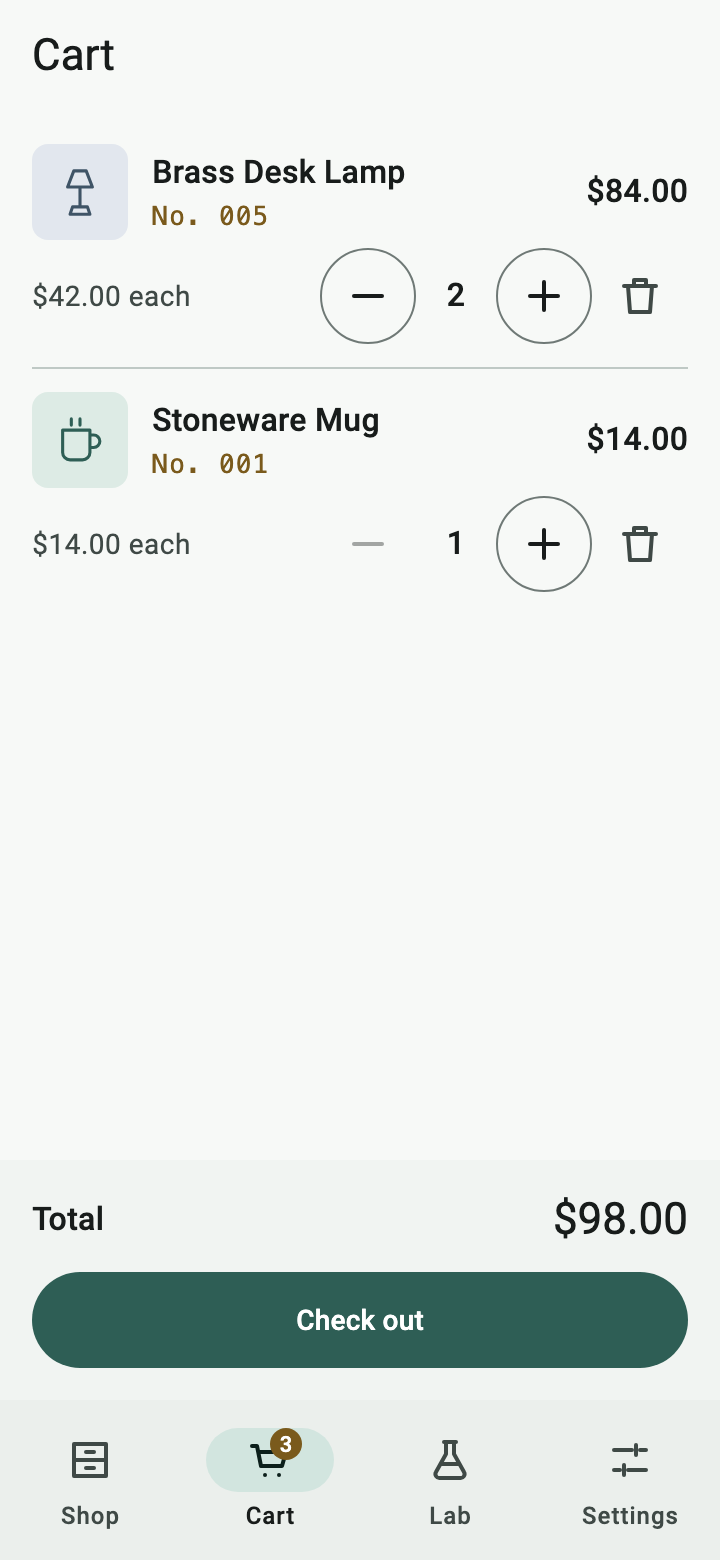 Cart
Brass Desk Lamp
No. 005
$84.00
$42.00 each
2
Stoneware Mug
No. 001
$14.00
$14.00 each
1
Total
$98.00
Check out
3
Shop
Cart
Lab
Settings